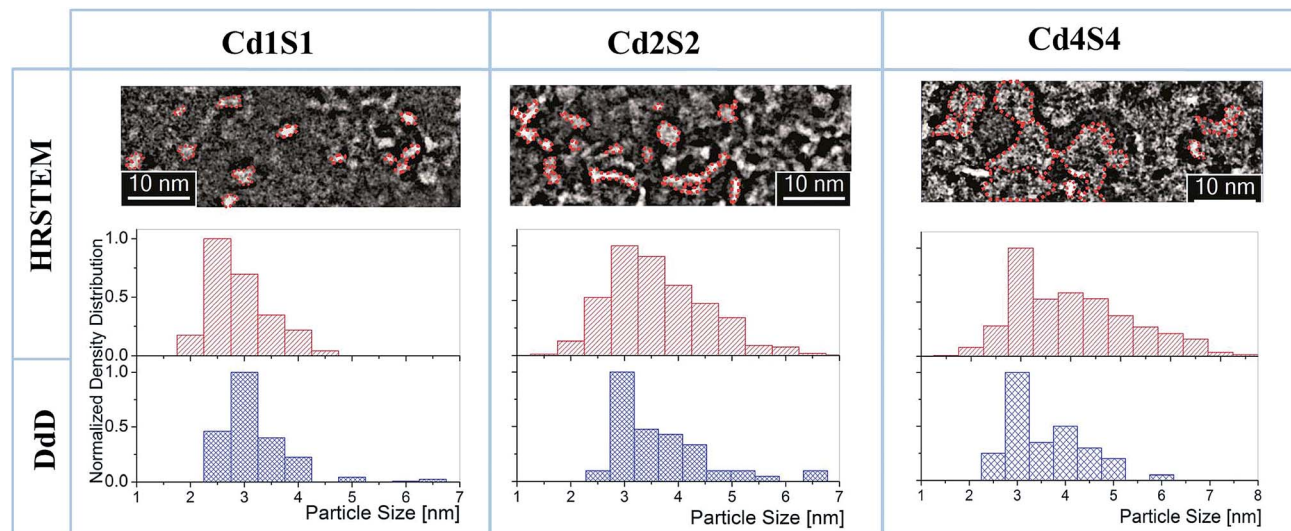 Cd1S1
Cd2S2
Cd4S4
HRSTEM
10 nm
10 nm
10 nm
Normalized Density Distribution
1.0
0.5
0.0
DdD
1.0
0.5
0.0
1 2 3 4 5 6 7
1 2 3 4 5 6 7
1 2 3 4 5 6 7 8
Particle Size [nm]
Particle Size [nm]
Particle Size [nm]